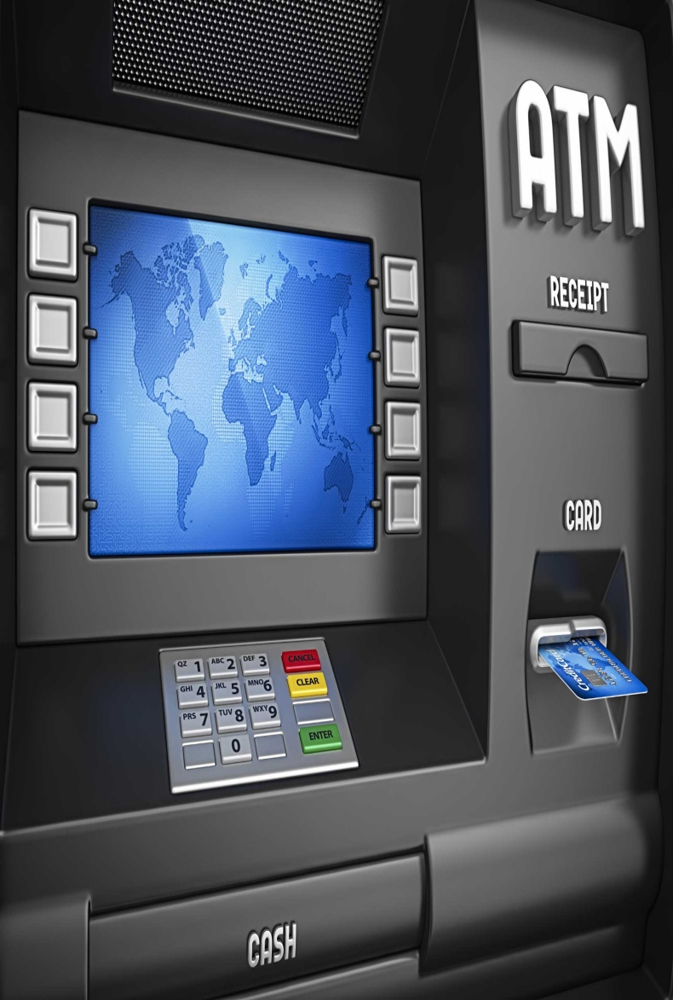 ATM
RECEIPT
CARD
CreditCard
QZ 1 ABC 2 DEF 3 CANCEL
GHI 4 JKL 5 MNO 6 CLEAR
PRS 7 TUV 8 WXY 9
0 ENTER
CASH